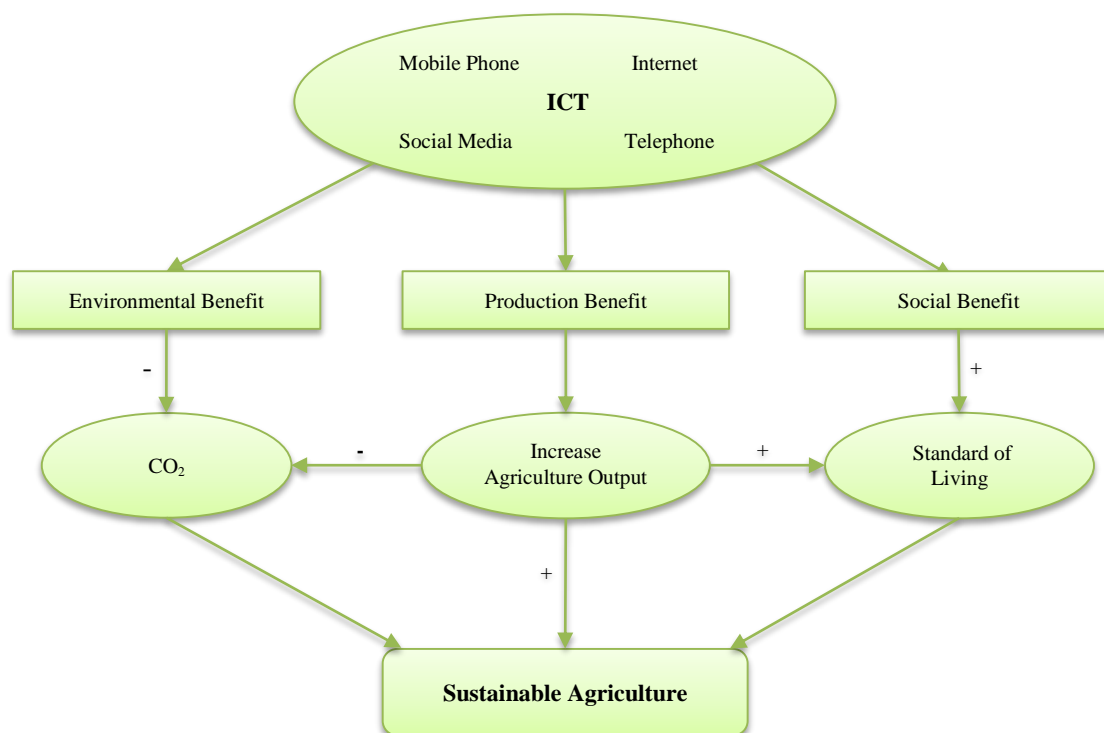 Mobile Phone
Internet
ICT
Social Media
Telephone
Environmental Benefit
Production Benefit
Social Benefit
-
+
CO₂
-
Increase
Agriculture Output
+
Standard of
Living
+
Sustainable Agriculture